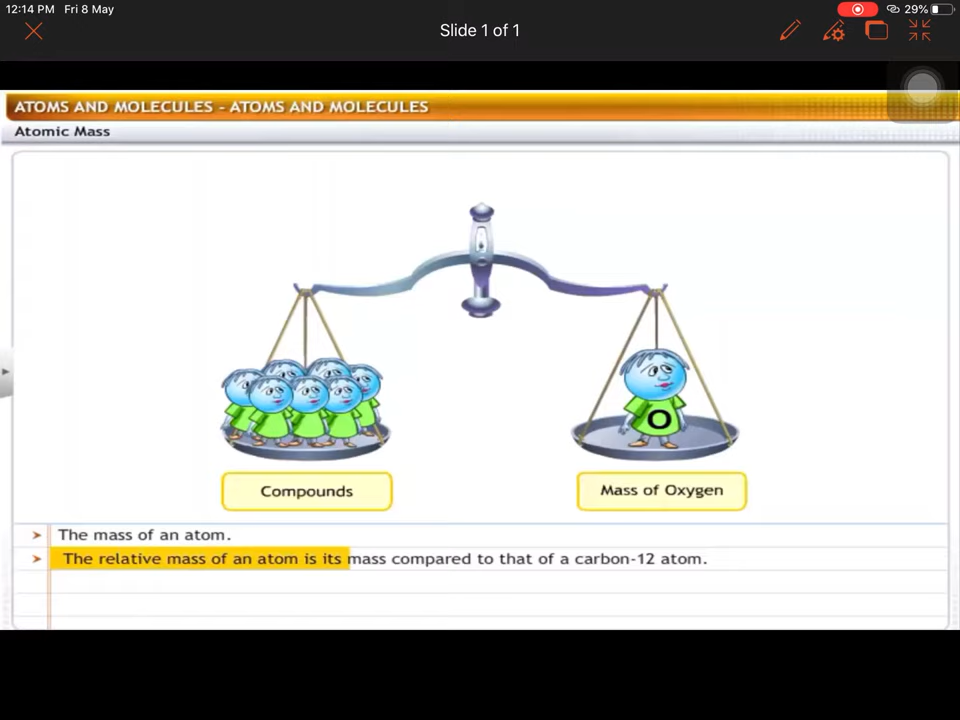 12:14 PM Fri 8 May
29%
Slide 1 of 1
ATOMS AND MOLECULES - ATOMS AND MOLECULES
Atomic Mass
O
Compounds
Mass of Oxygen
The mass of an atom.
The relative mass of an atom is its mass compared to that of a carbon-12 atom.